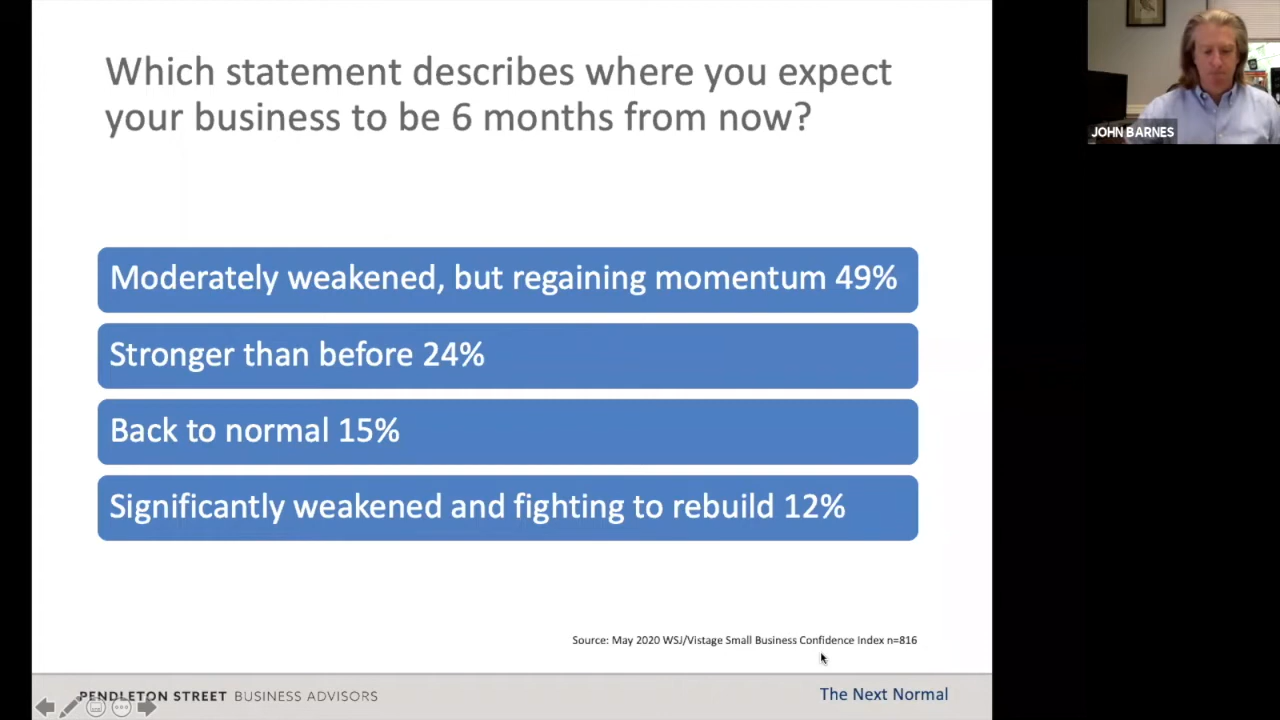 Which statement describes where you expect
your business to be 6 months from now?
JOHN BARNES
Moderately weakened, but regaining momentum 49%
Stronger than before 24%
Back to normal 15%
Significantly weakened and fighting to rebuild 12%
Source: May 2020 WSJ/Vistage Small Business Confidence Index n=816
PENDLETON STREET BUSINESS ADVISORS
The Next Normal